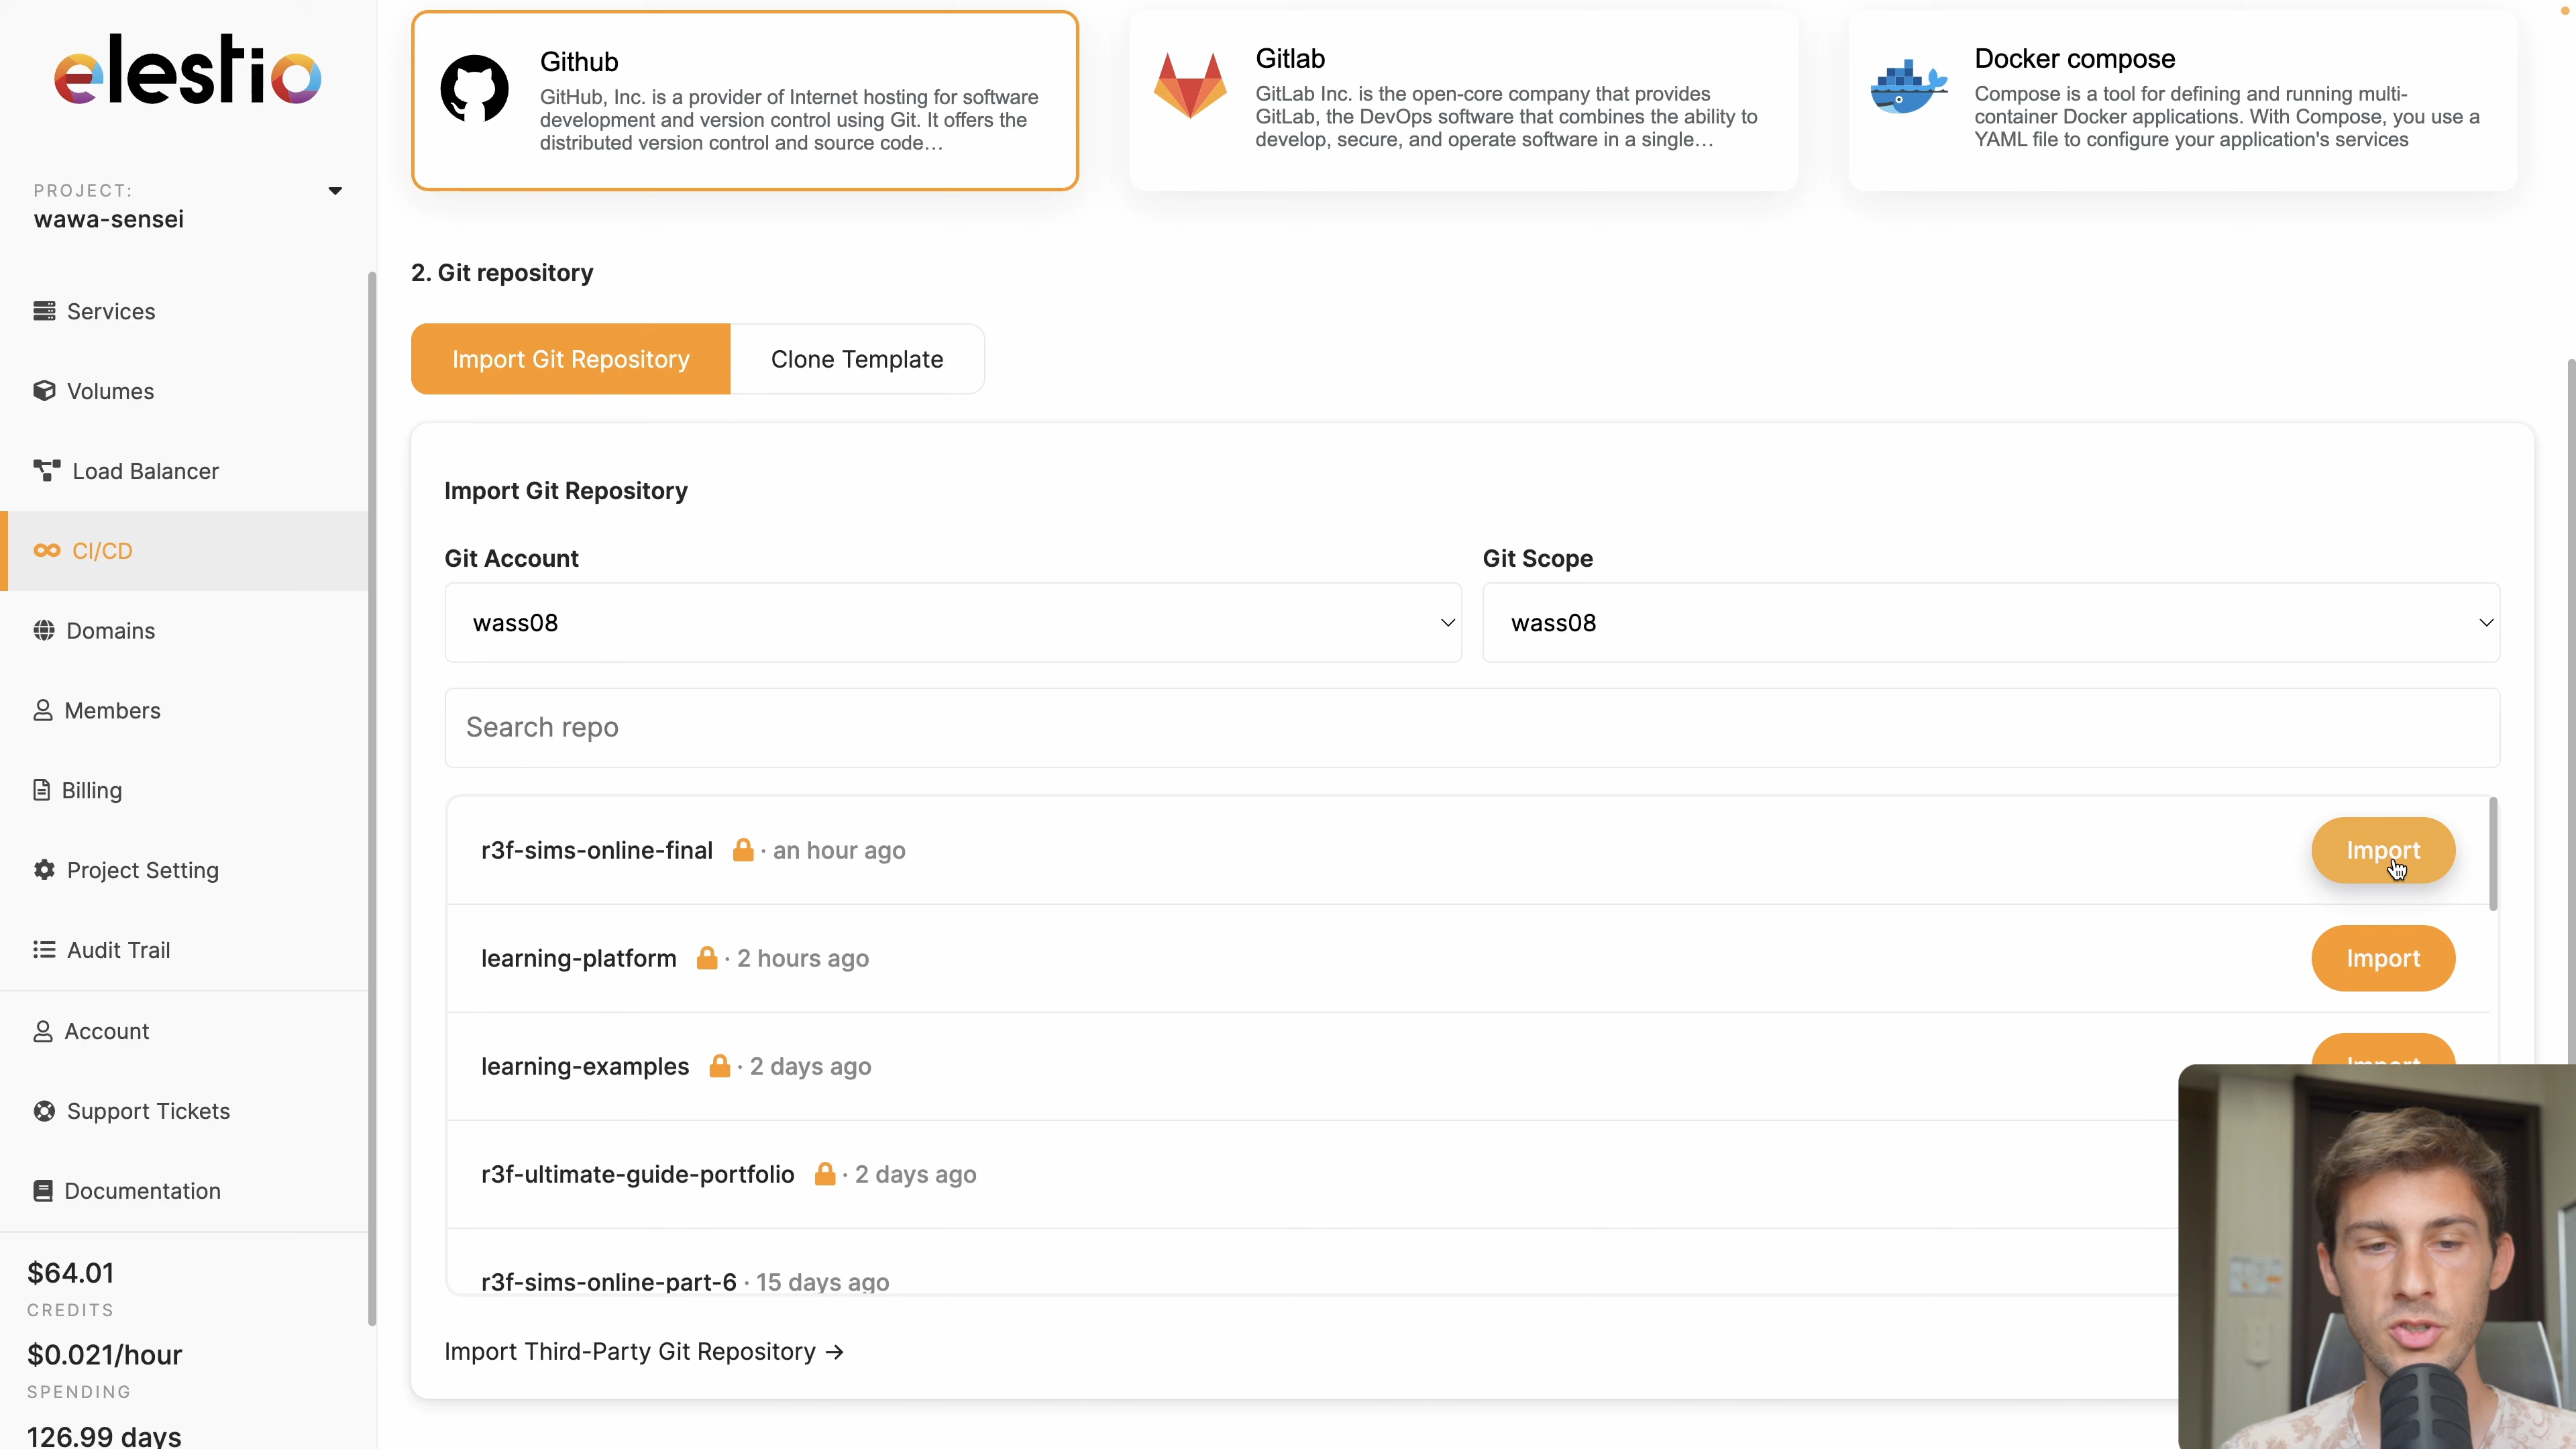 elestio
PROJECT:
wawa-sensei
Services
Volumes
Load Balancer
CI/CD
Domains
Members
Billing
Project Setting
Audit Trail
Account
Support Tickets
Documentation
$64.01
CREDITS
$0.021/hour
SPENDING
126.99 days
Github
GitHub, Inc. is a provider of Internet hosting for software
development and version control using Git. It offers the
distributed version control and source code...
Gitlab
GitLab Inc. is the open-core company that provides
GitLab, the DevOps software that combines the ability to
develop, secure, and operate software in a single...
Docker compose
Compose is a tool for defining and running multi-
container Docker applications. With Compose, you use a
YAML file to configure your application's services
2. Git repository
Import Git Repository
Clone Template
Import Git Repository
Git Account
Git Scope
wass08
wass08
Search repo
r3f-sims-online-final · an hour ago
Import
learning-platform · 2 hours ago
Import
learning-examples · 2 days ago
Import
r3f-ultimate-guide-portfolio · 2 days ago
r3f-sims-online-part-6 · 15 days ago
Import Third-Party Git Repository →